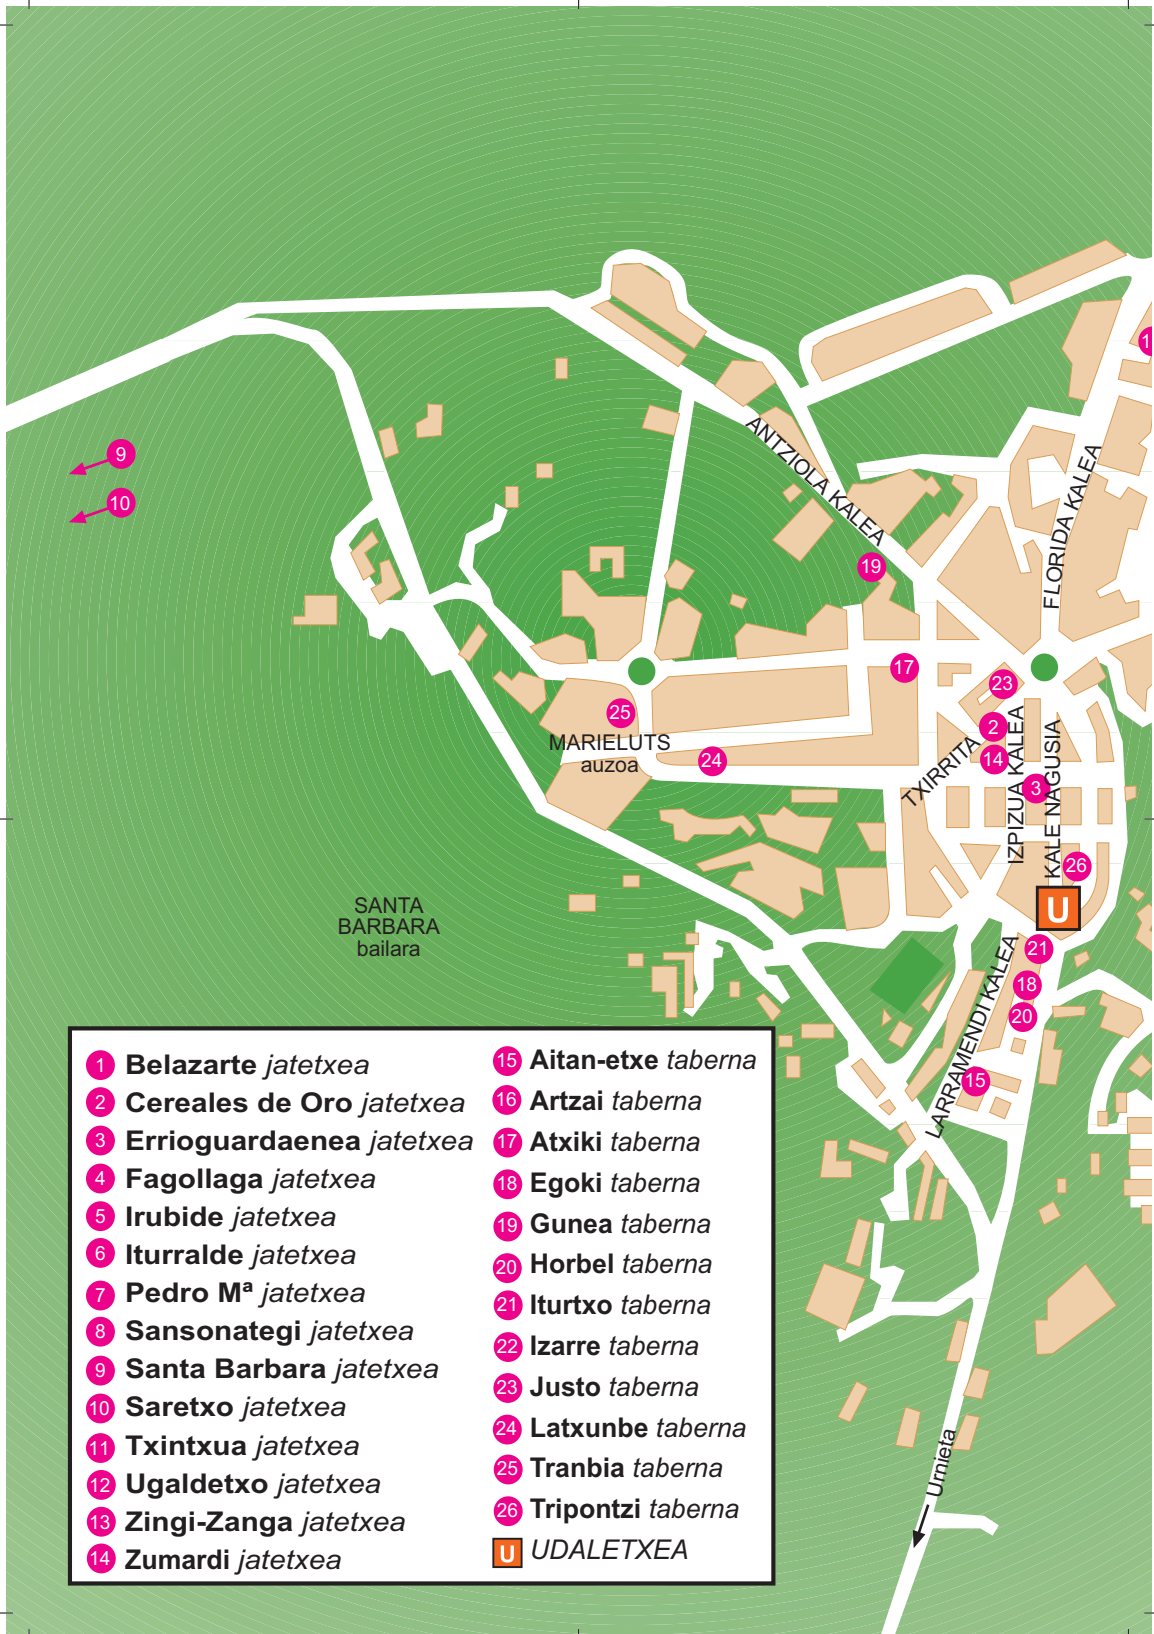 1
9
10
ANTZIOLA KALEA
FLORIDA KALEA
19
17
23
25
MARIELUTS
auzoa
24
2
14
TXIRRITA
IZPIZUA KALEA
3
KALE NAGUSIA
26
U
SANTA
BARBARA
bailara
21
18
20
LARRAMENDI KALEA
15
Urnieta
1 Belazarte jatetxea
2 Cereales de Oro jatetxea
3 Errioguardaenea jatetxea
4 Fagollaga jatetxea
5 Irubide jatetxea
6 Iturralde jatetxea
7 Pedro Mª jatetxea
8 Sansonategi jatetxea
9 Santa Barbara jatetxea
10 Saretxo jatetxea
11 Txintxua jatetxea
12 Ugaldetxo jatetxea
13 Zingi-Zanga jatetxea
14 Zumardi jatetxea
15 Aitan-etxe taberna
16 Artzai taberna
17 Atxiki taberna
18 Egoki taberna
19 Gunea taberna
20 Horbel taberna
21 Iturtxo taberna
22 Izarre taberna
23 Justo taberna
24 Latxunbe taberna
25 Tranbia taberna
26 Tripontzi taberna
U UDALETXEA